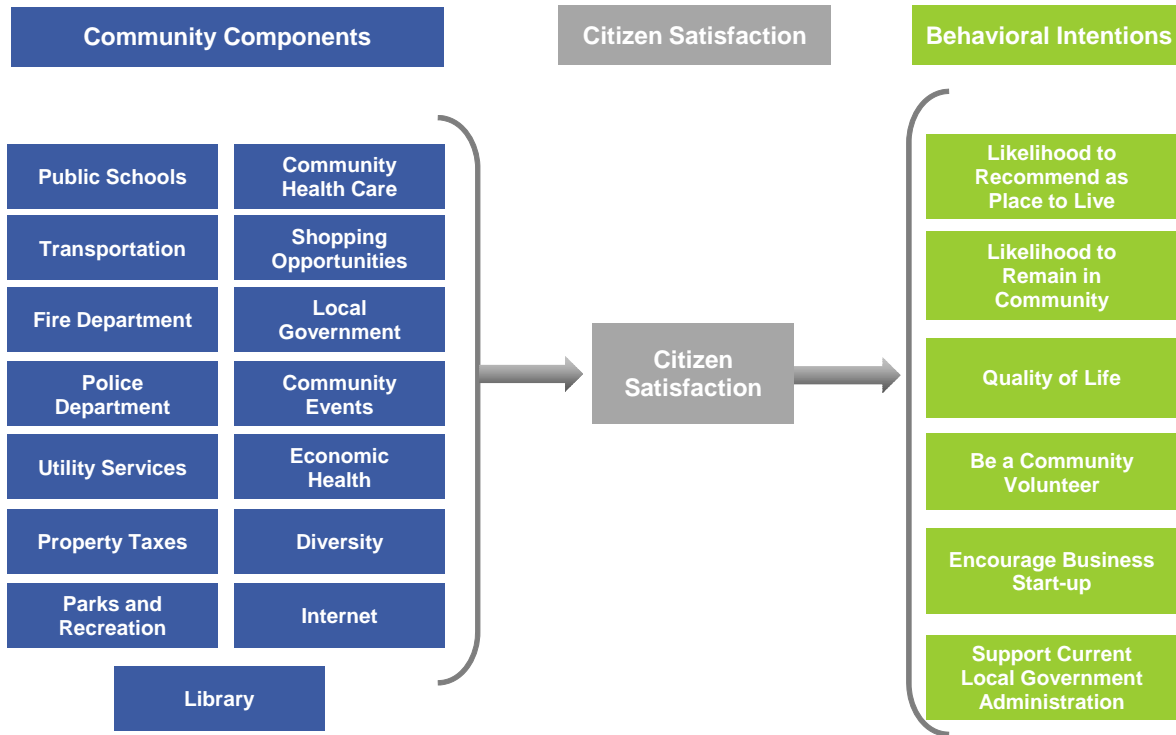 Community Components
Citizen Satisfaction
Behavioral Intentions
Public Schools
Community
Health Care
Transportation
Shopping
Opportunities
Fire Department
Local
Government
Police
Department
Community
Events
Utility Services
Economic
Health
Property Taxes
Diversity
Parks and
Recreation
Internet
Library
Citizen
Satisfaction
Likelihood to
Recommend as
Place to Live
Likelihood to
Remain in
Community
Quality of Life
Be a Community
Volunteer
Encourage Business
Start-up
Support Current
Local Government
Administration